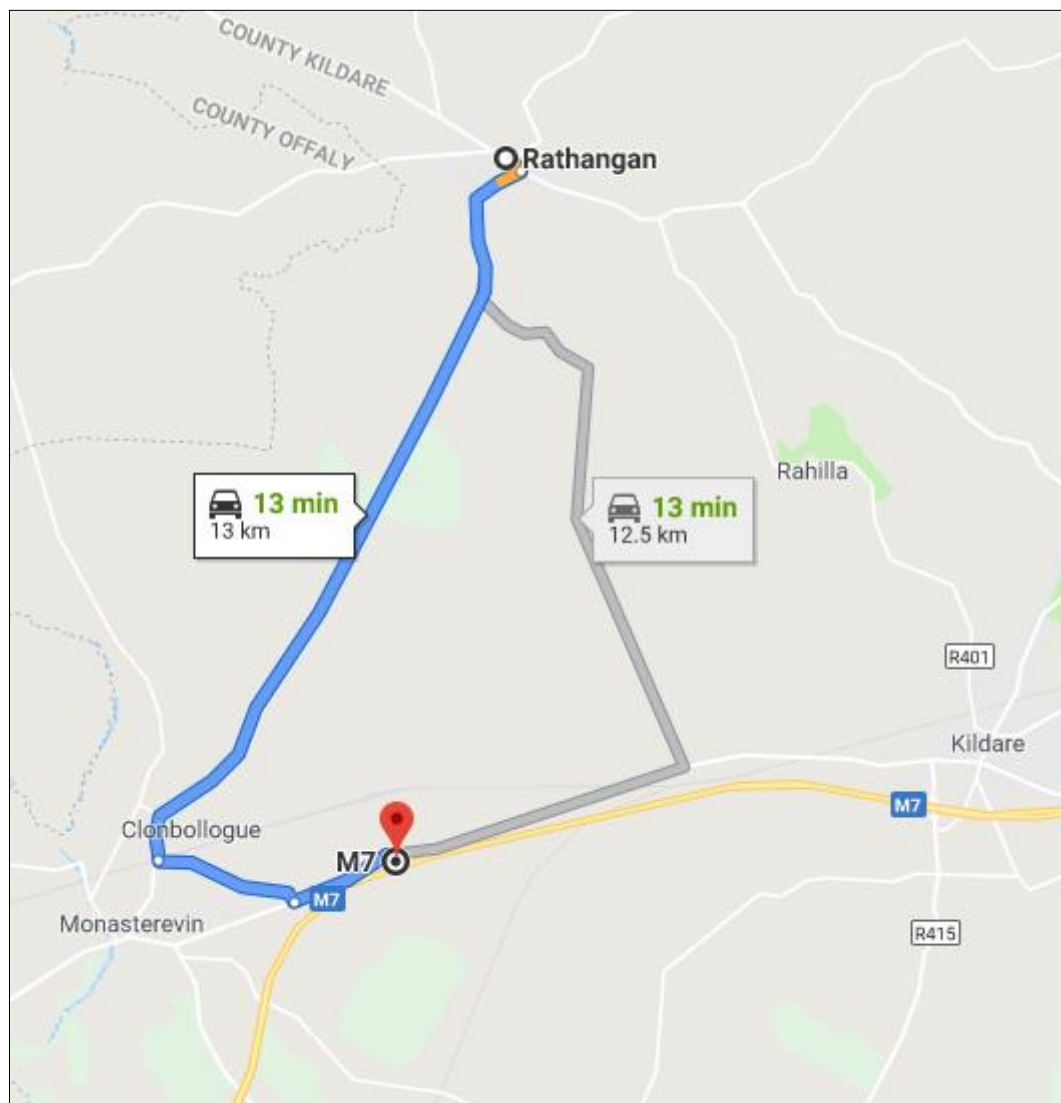 COUNTY KILDARE
COUNTY OFFALY
Rathangan
Rahilla
13 min
13 km
13 min
12.5 km
R401
Kildare
M7
Clonbollogue
M7
M7
Monasterevin
R415